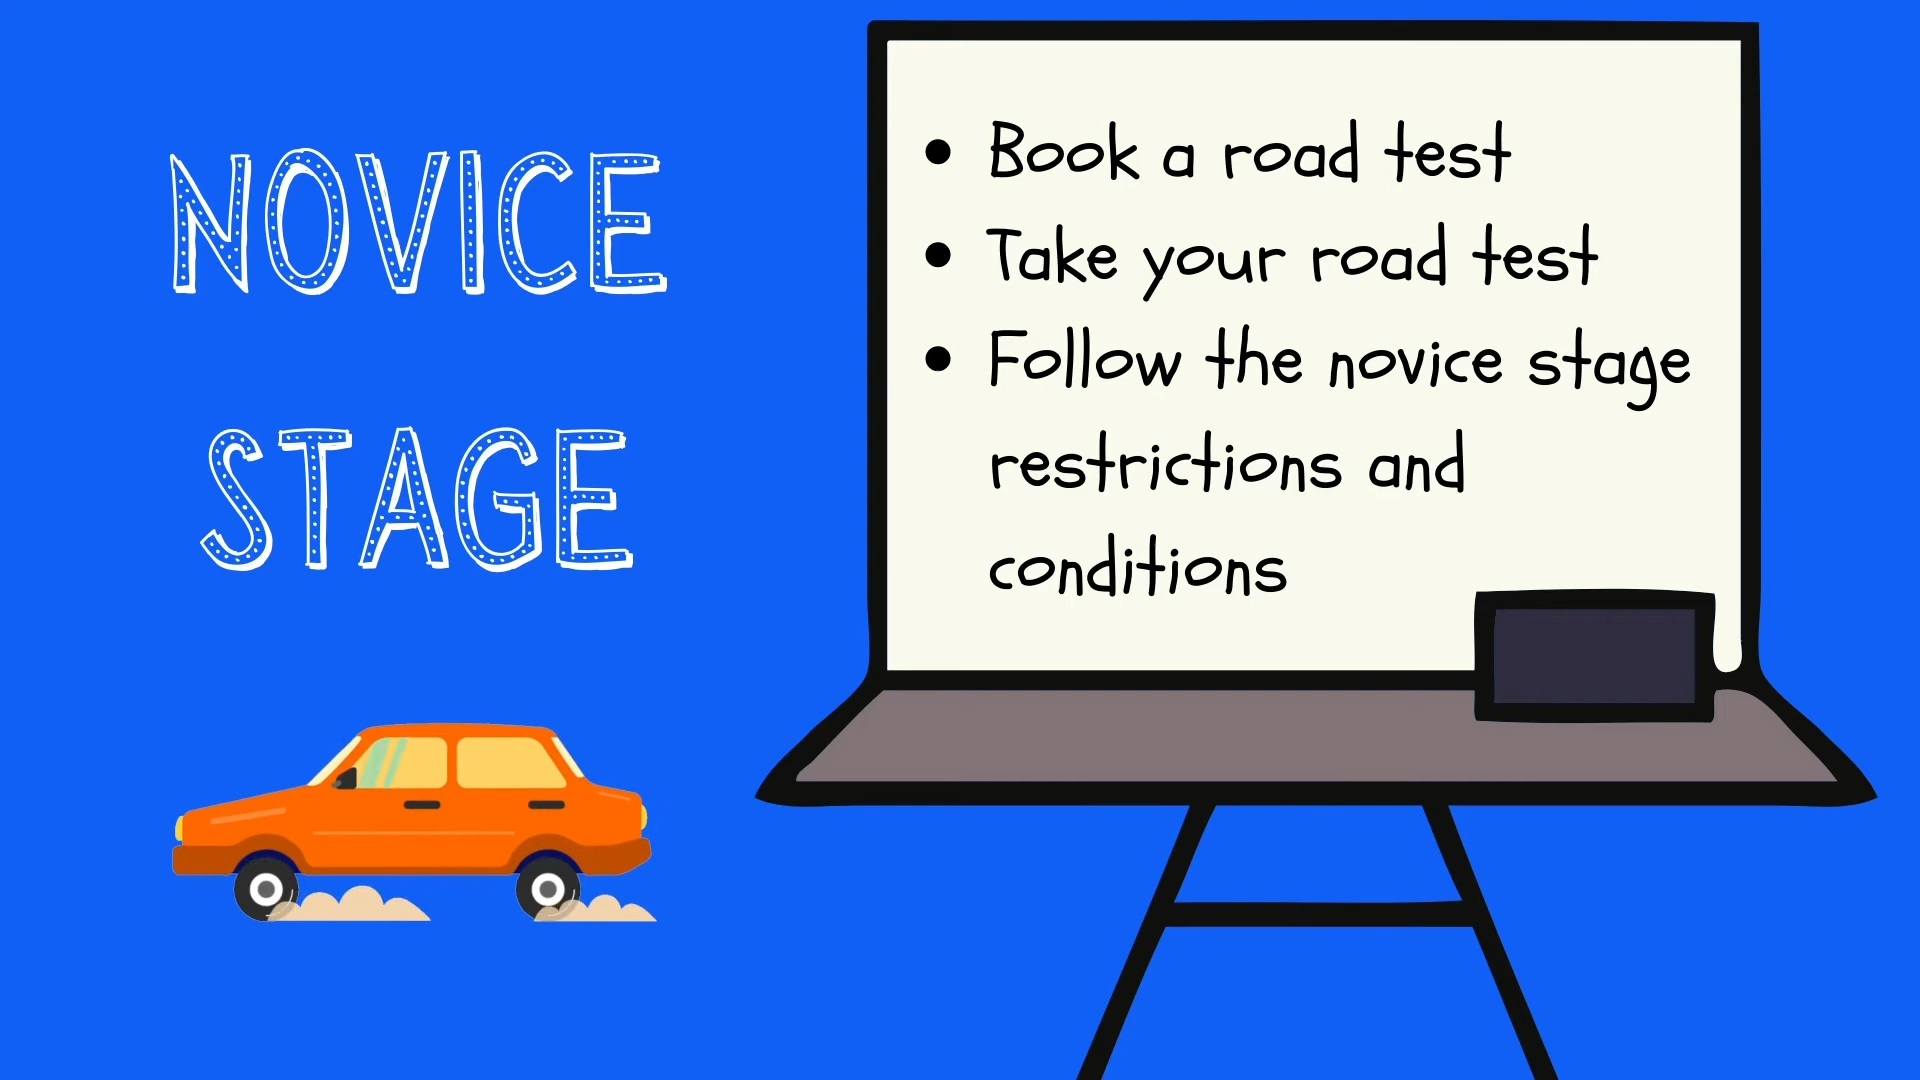 NOVICE
STAGE
• Book a road test
• Take your road test
• Follow the novice stage
restrictions and
conditions